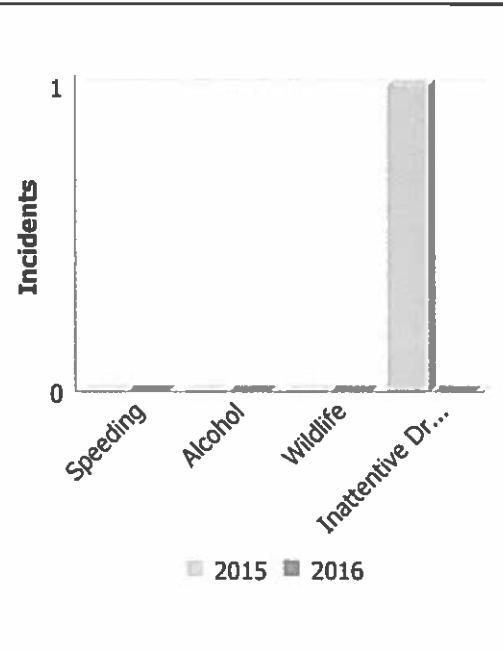 1
Incidents
0
Speeding
Alcohol
Wildlife
Inattentive Dr...
2015 2016